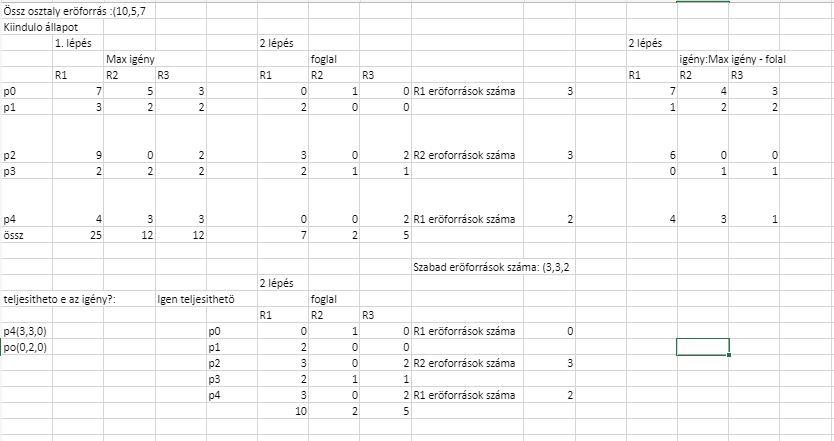 Össz osztaly eröforrás :(10,5,7
Kiindulo állapot
1. lépés 2 lépés 2 lépés
Max igény foglal igény:Max igény - folal
R1 R2 R3 R1 R2 R3 R1 R2 R3
p0 7 5 3 0 1 0 R1 eröforrások száma 3 7 4 3
p1 3 2 2 2 0 0 1 2 2
p2 9 0 2 3 0 2 R2 eroforrások száma 3 6 0 0
p3 2 2 2 2 1 1 0 1 1
p4 4 3 3 0 0 2 R1 eröforrások száma 2 4 3 1
össz 25 12 12 7 2 5
Szabad eröforrások száma: (3,3,2
2 lépés
teljesitheto e az igény?: Igen teljesithetö foglal
R1 R2 R3
p4(3,3,0) p0 0 1 0 R1 eröforrások száma 0
po(0,2,0) p1 2 0 0
p2 3 0 2 R2 eroforrások száma 3
p3 2 1 1
p4 3 0 2 R1 eröforrások száma 2
10 2 5